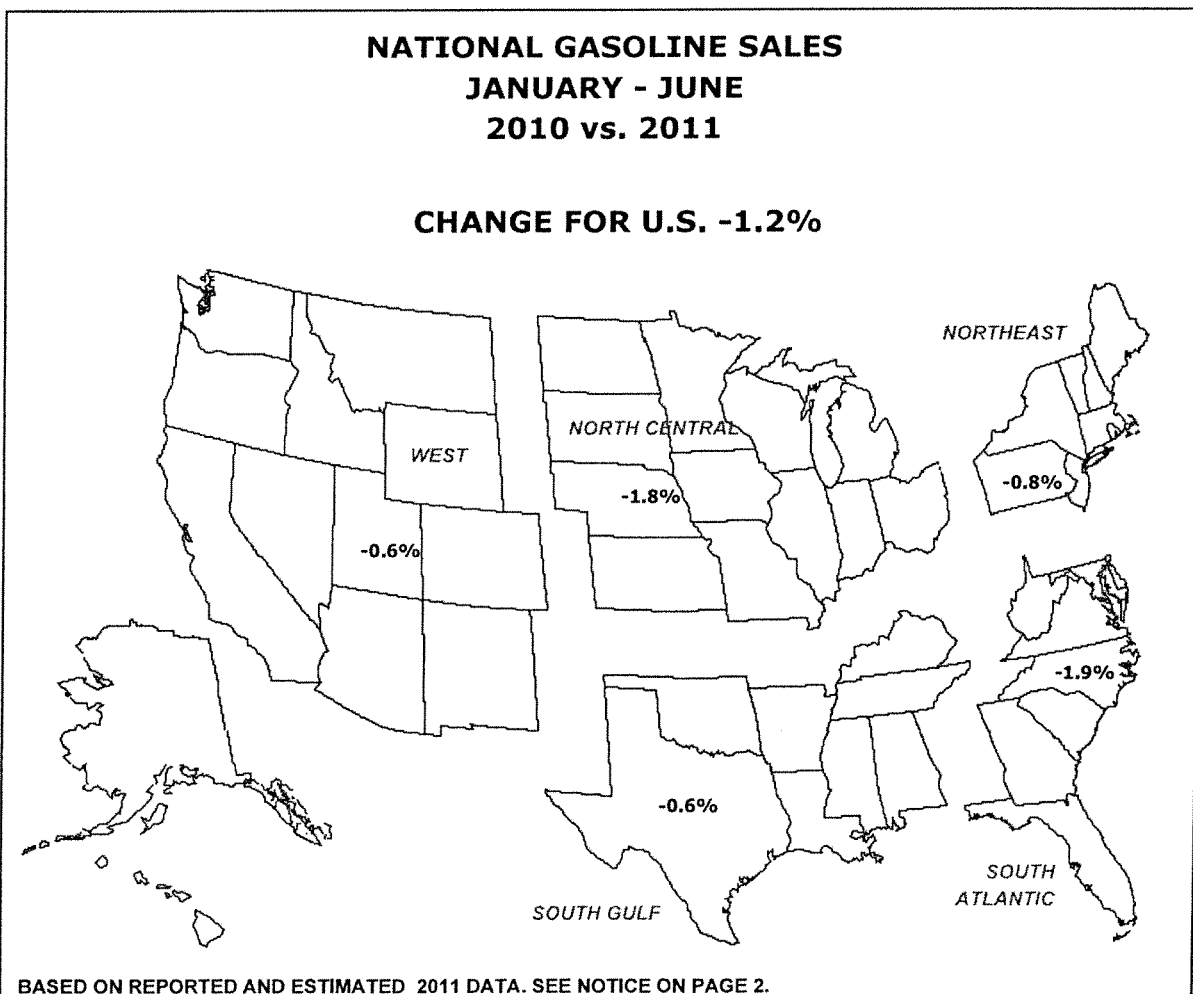 NATIONAL GASOLINE SALES
JANUARY - JUNE
2010 vs. 2011
CHANGE FOR U.S. -1.2%
NORTHEAST
NORTH CENTRAL
WEST
-0.8%
-1.8%
-0.6%
-1.9%
-0.6%
SOUTH
ATLANTIC
SOUTH GULF
BASED ON REPORTED AND ESTIMATED 2011 DATA. SEE NOTICE ON PAGE 2.